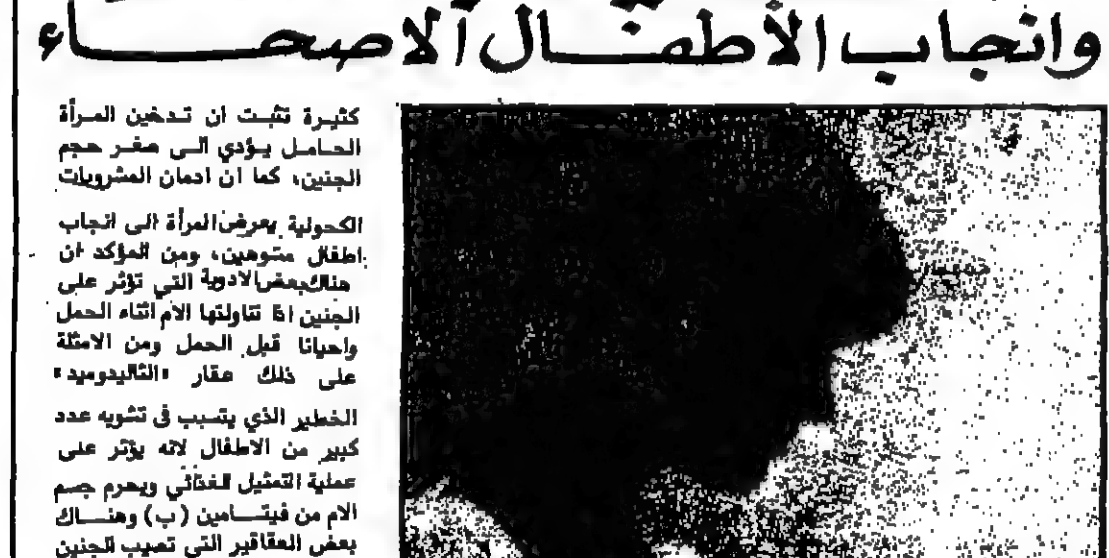 وانجاب الأطفال الاصحاء
كثيرة تثبت ان تدخين المرأة
الحامل يؤدي الى صغر حجم
الجنين، كما ان ادمان المشروبات
الكحولية يعرض المرأة الى انجاب
اطفال مشوهين، ومن المؤكد ان
هناك بعض الادوية التي تؤثر على
الجنين اذا تناولتها الام اثناء الحمل
واحيانا قبل الحمل ومن الامثلة
على ذلك عقار «الثاليدوميد»
الخطير الذي يتسبب في تشويه عدد
كبير من الاطفال لانه يؤثر على
عملية التمثيل الغذائي ويحرم جسم
الام من فيتامين (ب) وهناك
بعض العقاقير التي تصيب الجنين